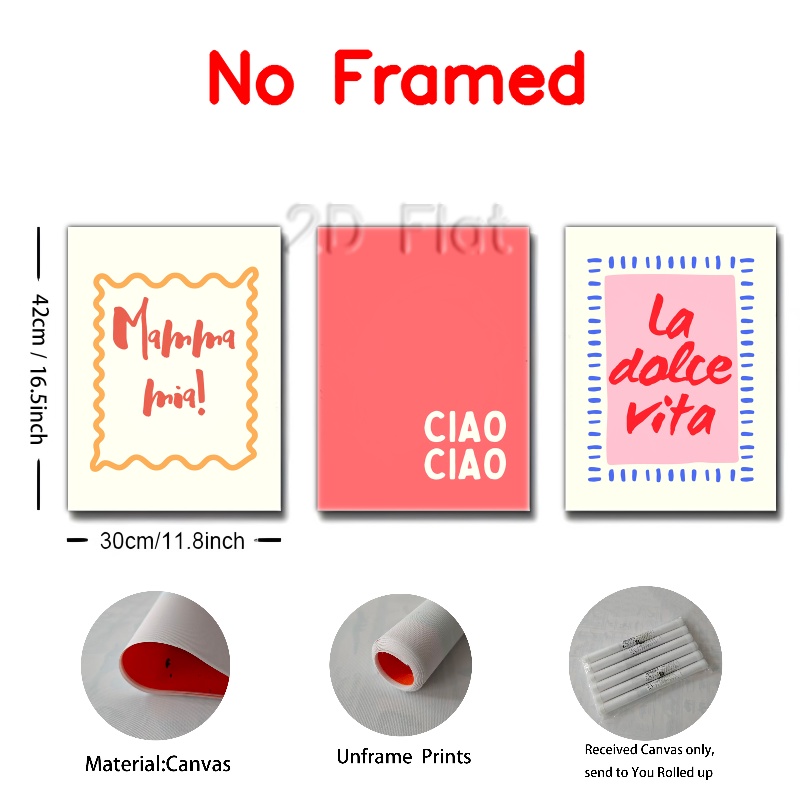 No Framed
2D Flat
Mamma
mia!
CIAO
CIAO
La
dolce
vita
42cm / 16.5inch
30cm/11.8inch
Material:Canvas
Unframe Prints
Received Canvas only,
send to You Rolled up